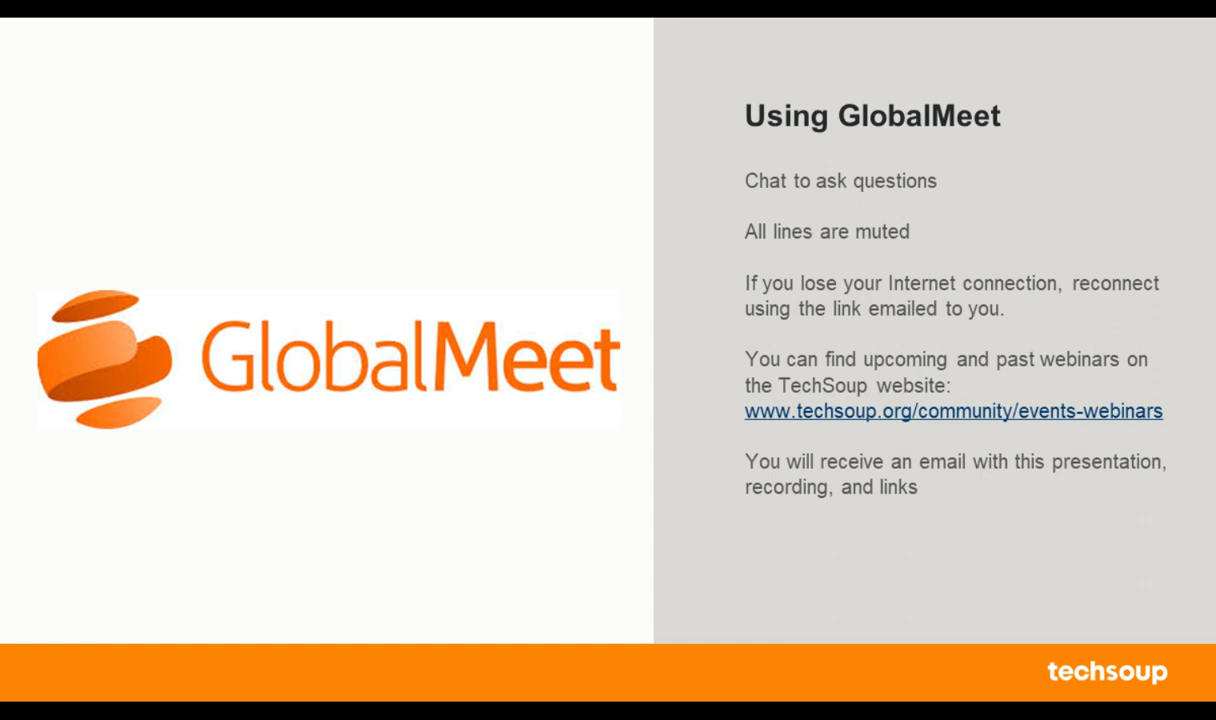 GlobalMeet
Using GlobalMeet
Chat to ask questions
All lines are muted
If you lose your Internet connection, reconnect
using the link emailed to you.
You can find upcoming and past webinars on
the TechSoup website:
www.techsoup.org/community/events-webinars
You will receive an email with this presentation,
recording, and links
techsoup